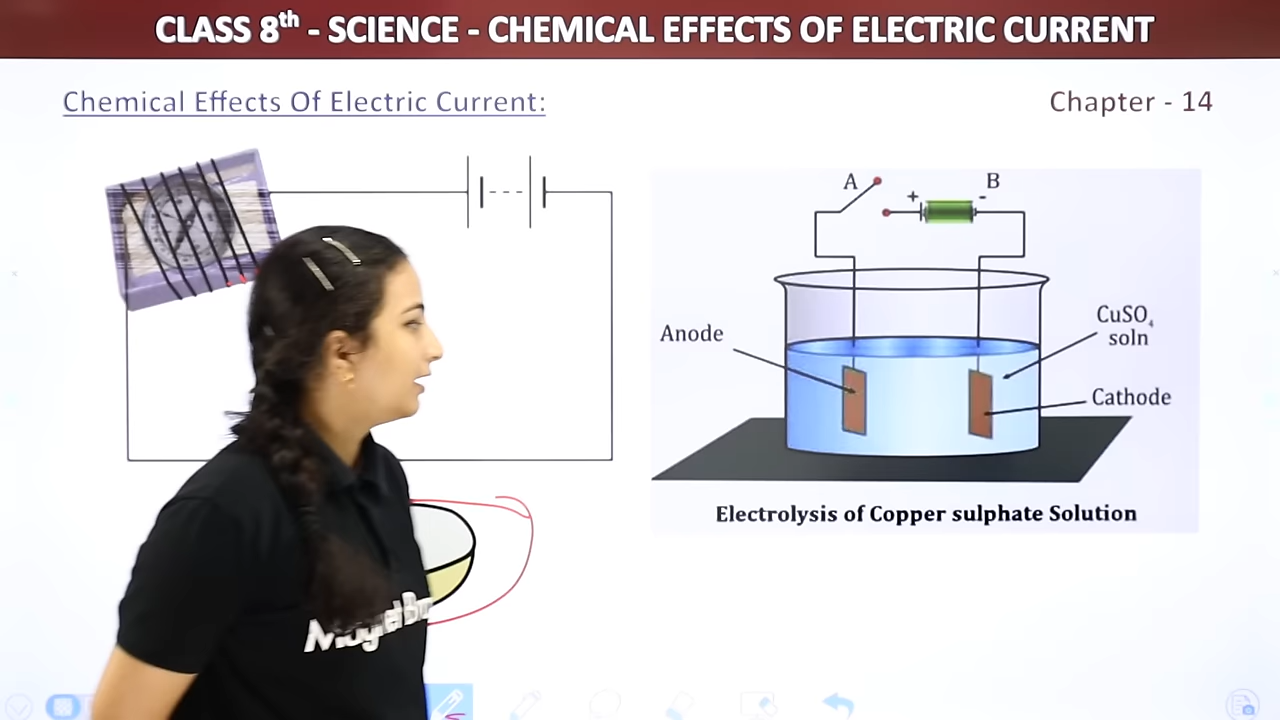 CLASS 8th - SCIENCE - CHEMICAL EFFECTS OF ELECTRIC CURRENT
Chemical Effects Of Electric Current:
Chapter - 14
A
B
+
-
CuSO4
soln
Anode
Cathode
Electrolysis of Copper sulphate Solution